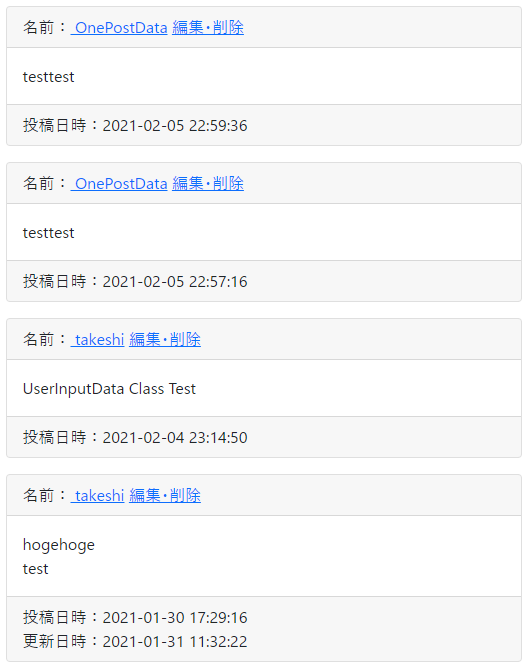 名前： OnePostData 編集･削除
testtest
投稿日時：2021-02-05 22:59:36
名前： OnePostData 編集･削除
testtest
投稿日時：2021-02-05 22:57:16
名前： takeshi 編集･削除
UserInputData Class Test
投稿日時：2021-02-04 23:14:50
名前： takeshi 編集･削除
hogehoge
test
投稿日時：2021-01-30 17:29:16
更新日時：2021-01-31 11:32:22